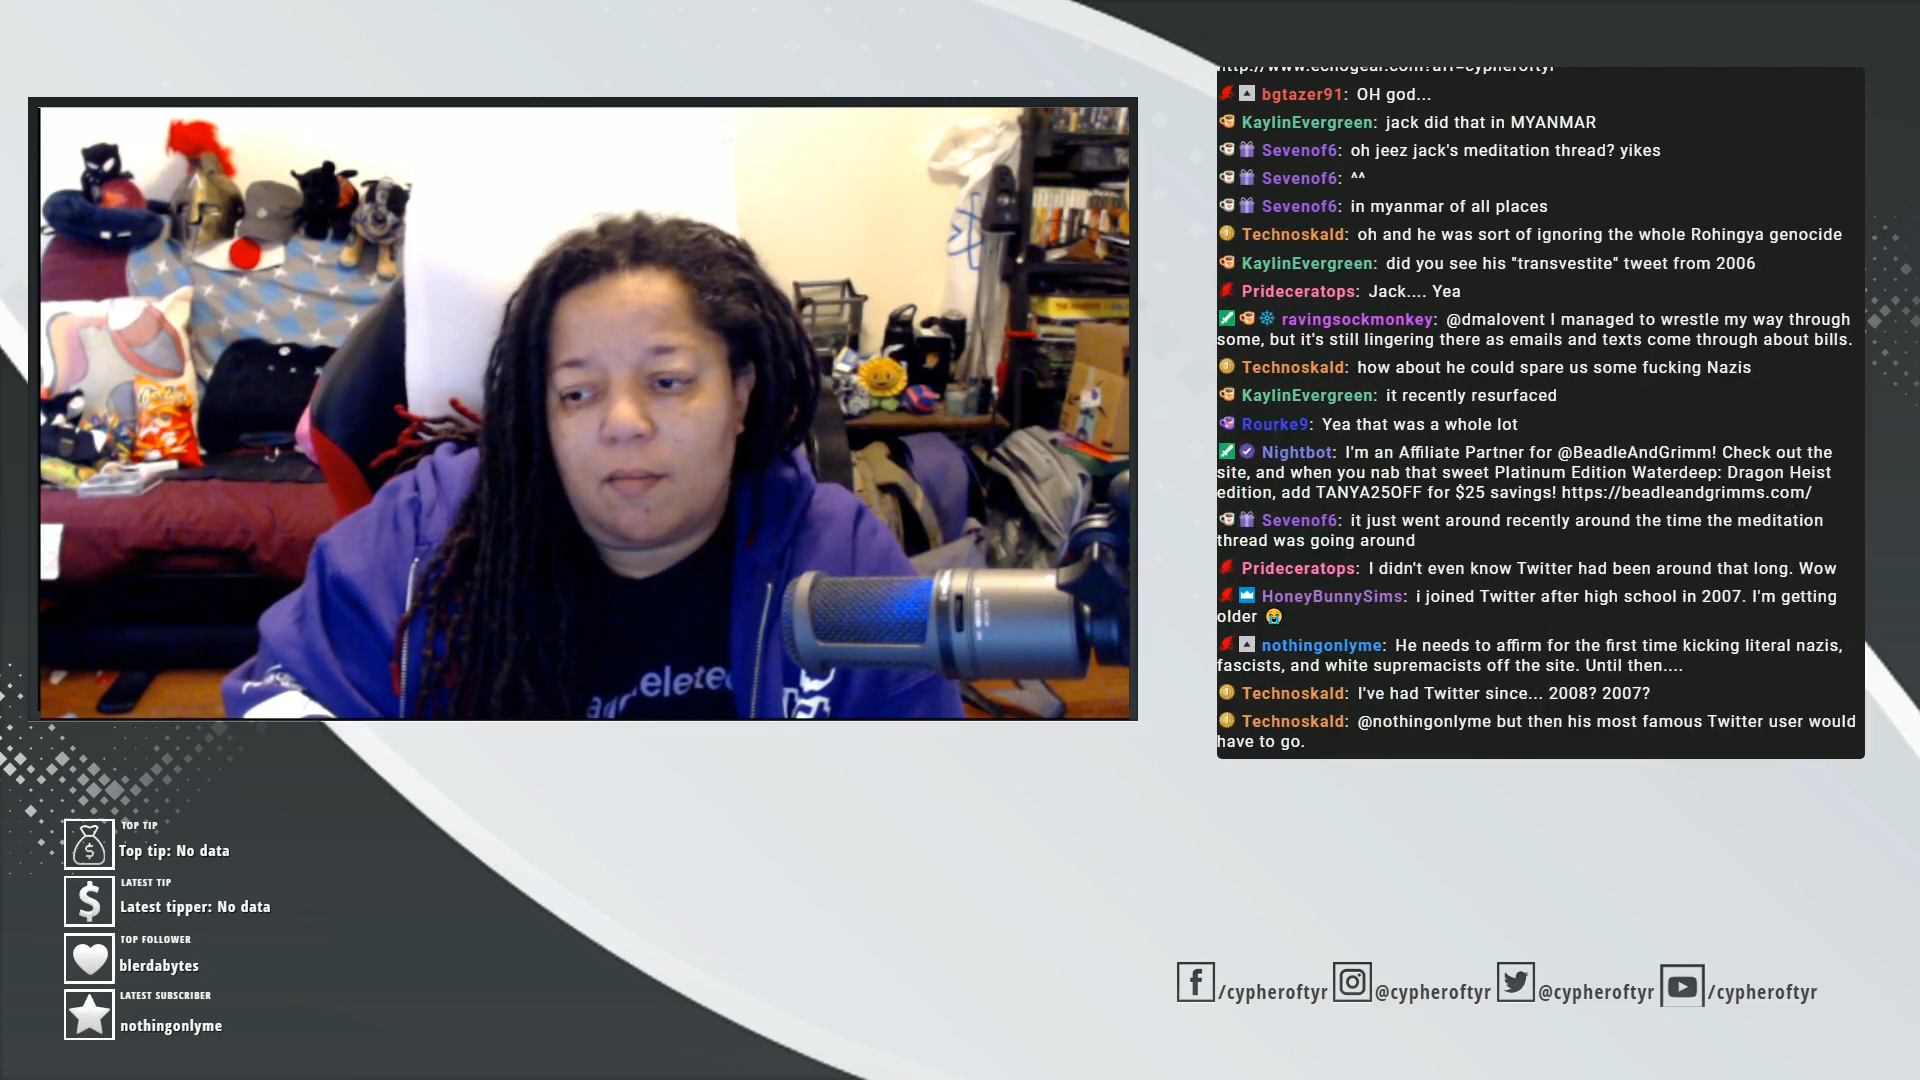 http://www.echogear.com?aff=cypheroftyr
bgtazer91: OH god...
KaylinEvergreen: jack did that in MYANMAR
Sevenof6: oh jeez jack's meditation thread? yikes
Sevenof6: ^^
Sevenof6: in myanmar of all places
Technoskald: oh and he was sort of ignoring the whole Rohingya genocide
KaylinEvergreen: did you see his "transvestite" tweet from 2006
Prideceratops: Jack.... Yea
ravingsockmonkey: @dmalovent I managed to wrestle my way through
some, but it's still lingering there as emails and texts come through about bills.
Technoskald: how about he could spare us some fucking Nazis
KaylinEvergreen: it recently resurfaced
Rourke9: Yea that was a whole lot
Nightbot: I'm an Affiliate Partner for @BeadleAndGrimm! Check out the
site, and when you nab that sweet Platinum Edition Waterdeep: Dragon Heist
edition, add TANYA25OFF for $25 savings! https://beadleandgrimms.com/
Sevenof6: it just went around recently around the time the meditation
thread was going around
Prideceratops: I didn't even know Twitter had been around that long. Wow
HoneyBunnySims: i joined Twitter after high school in 2007. I'm getting
older 😭
nothingonlyme: He needs to affirm for the first time kicking literal nazis,
fascists, and white supremacists off the site. Until then....
Technoskald: I've had Twitter since... 2008? 2007?
Technoskald: @nothingonlyme but then his most famous Twitter user would
have to go.
TOP TIP
Top tip: No data
LATEST TIP
Latest tipper: No data
TOP FOLLOWER
blerdabytes
LATEST SUBSCRIBER
nothingonlyme
/cypheroftyr @cypheroftyr @cypheroftyr /cypheroftyr